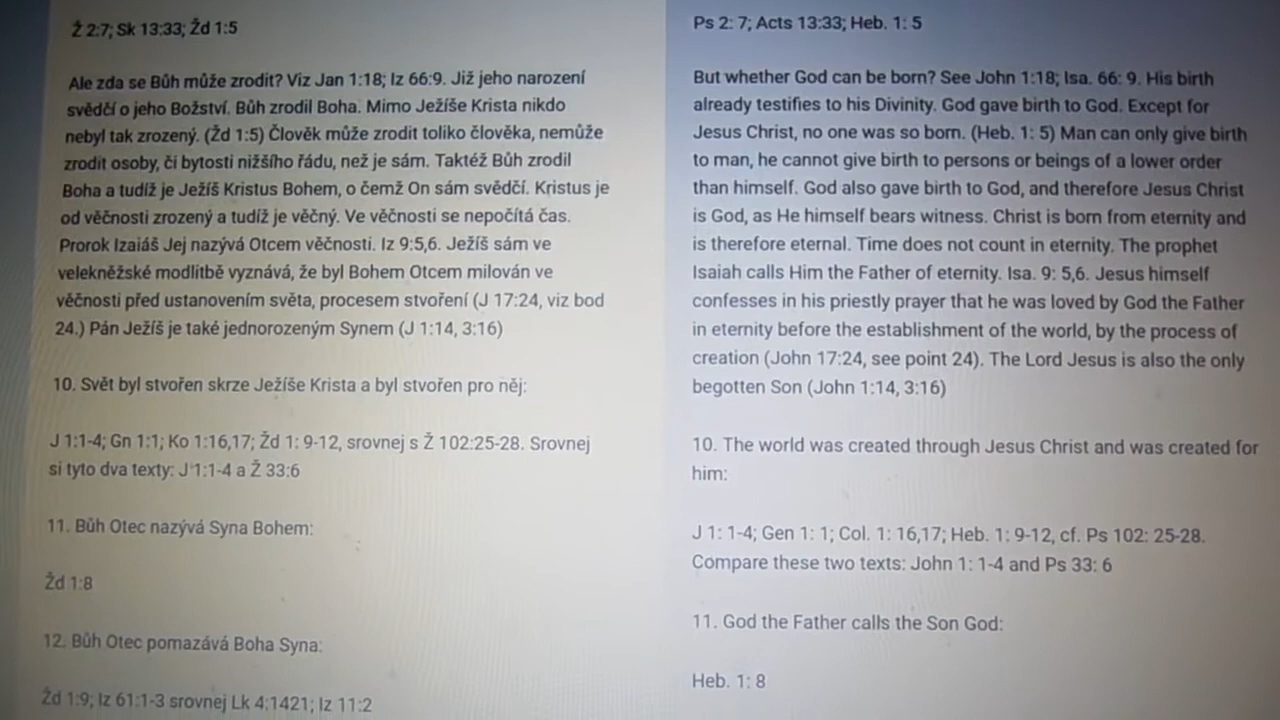 Ž 2:7; Sk 13:33; Žd 1:5
Ale zda se Bůh může zrodit? Viz Jan 1:18; Iz 66:9. Již jeho narození
svědčí o jeho Božství. Bůh zrodil Boha. Mimo Ježíše Krista nikdo
nebyl tak zrozený. (Žd 1:5) Člověk může zrodit toliko člověka, nemůže
zrodit osoby, či bytosti nižšího řádu, než je sám. Taktéž Bůh zrodil
Boha a tudíž je Ježíš Kristus Bohem, o čemž On sám svědčí. Kristus je
od věčnosti zrozený a tudíž je věčný. Ve věčnosti se nepočítá čas.
Prorok Izaiáš Jej nazývá Otcem věčnosti. Iz 9:5,6. Ježíš sám ve
velekněžské modlitbě vyznává, že byl Bohem Otcem milován ve
věčnosti před ustanovením světa, procesem stvoření (J 17:24, viz bod
24.) Pán Ježíš je také jednorozeným Synem (J 1:14, 3:16)
10. Svět byl stvořen skrze Ježíše Krista a byl stvořen pro něj:
J 1:1-4; Gn 1:1; Ko 1:16,17; Žd 1: 9-12, srovnej s Ž 102:25-28. Srovnej
si tyto dva texty: J 1:1-4 a Ž 33:6
11. Bůh Otec nazývá Syna Bohem:
Žd 1:8
12. Bůh Otec pomazává Boha Syna:
Žd 1:9; Iz 61:1-3 srovnej Lk 4:1421; Iz 11:2
Ps 2: 7; Acts 13:33; Heb. 1: 5
But whether God can be born? See John 1:18; Isa. 66: 9. His birth
already testifies to his Divinity. God gave birth to God. Except for
Jesus Christ, no one was so born. (Heb. 1: 5) Man can only give birth
to man, he cannot give birth to persons or beings of a lower order
than himself. God also gave birth to God, and therefore Jesus Christ
is God, as He himself bears witness. Christ is born from eternity and
is therefore eternal. Time does not count in eternity. The prophet
Isaiah calls Him the Father of eternity. Isa. 9: 5,6. Jesus himself
confesses in his priestly prayer that he was loved by God the Father
in eternity before the establishment of the world, by the process of
creation (John 17:24, see point 24). The Lord Jesus is also the only
begotten Son (John 1:14, 3:16)
10. The world was created through Jesus Christ and was created for
him:
J 1: 1-4; Gen 1: 1; Col. 1: 16,17; Heb. 1: 9-12, cf. Ps 102: 25-28.
Compare these two texts: John 1: 1-4 and Ps 33: 6
11. God the Father calls the Son God:
Heb. 1: 8